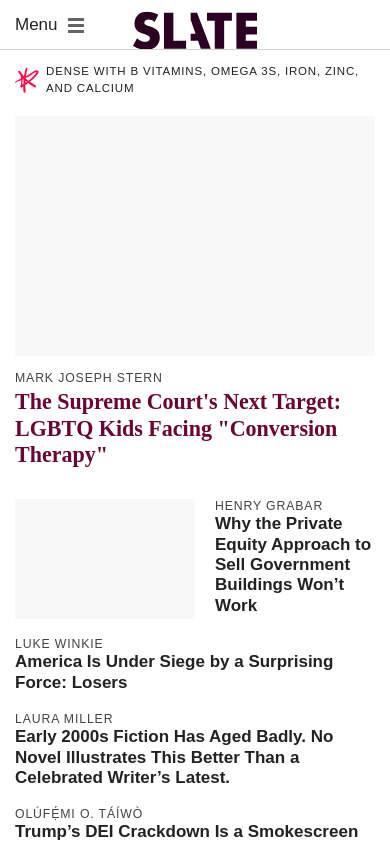 Menu
SLATE
DENSE WITH B VITAMINS, OMEGA 3S, IRON, ZINC,
AND CALCIUM
MARK JOSEPH STERN
The Supreme Court's Next Target:
LGBTQ Kids Facing "Conversion
Therapy"
HENRY GRABAR
Why the Private
Equity Approach to
Sell Government
Buildings Won’t
Work
LUKE WINKIE
America Is Under Siege by a Surprising
Force: Losers
LAURA MILLER
Early 2000s Fiction Has Aged Badly. No
Novel Illustrates This Better Than a
Celebrated Writer’s Latest.
OLÚFẸ́MI O. TÁÍWÒ
Trump’s DEI Crackdown Is a Smokescreen